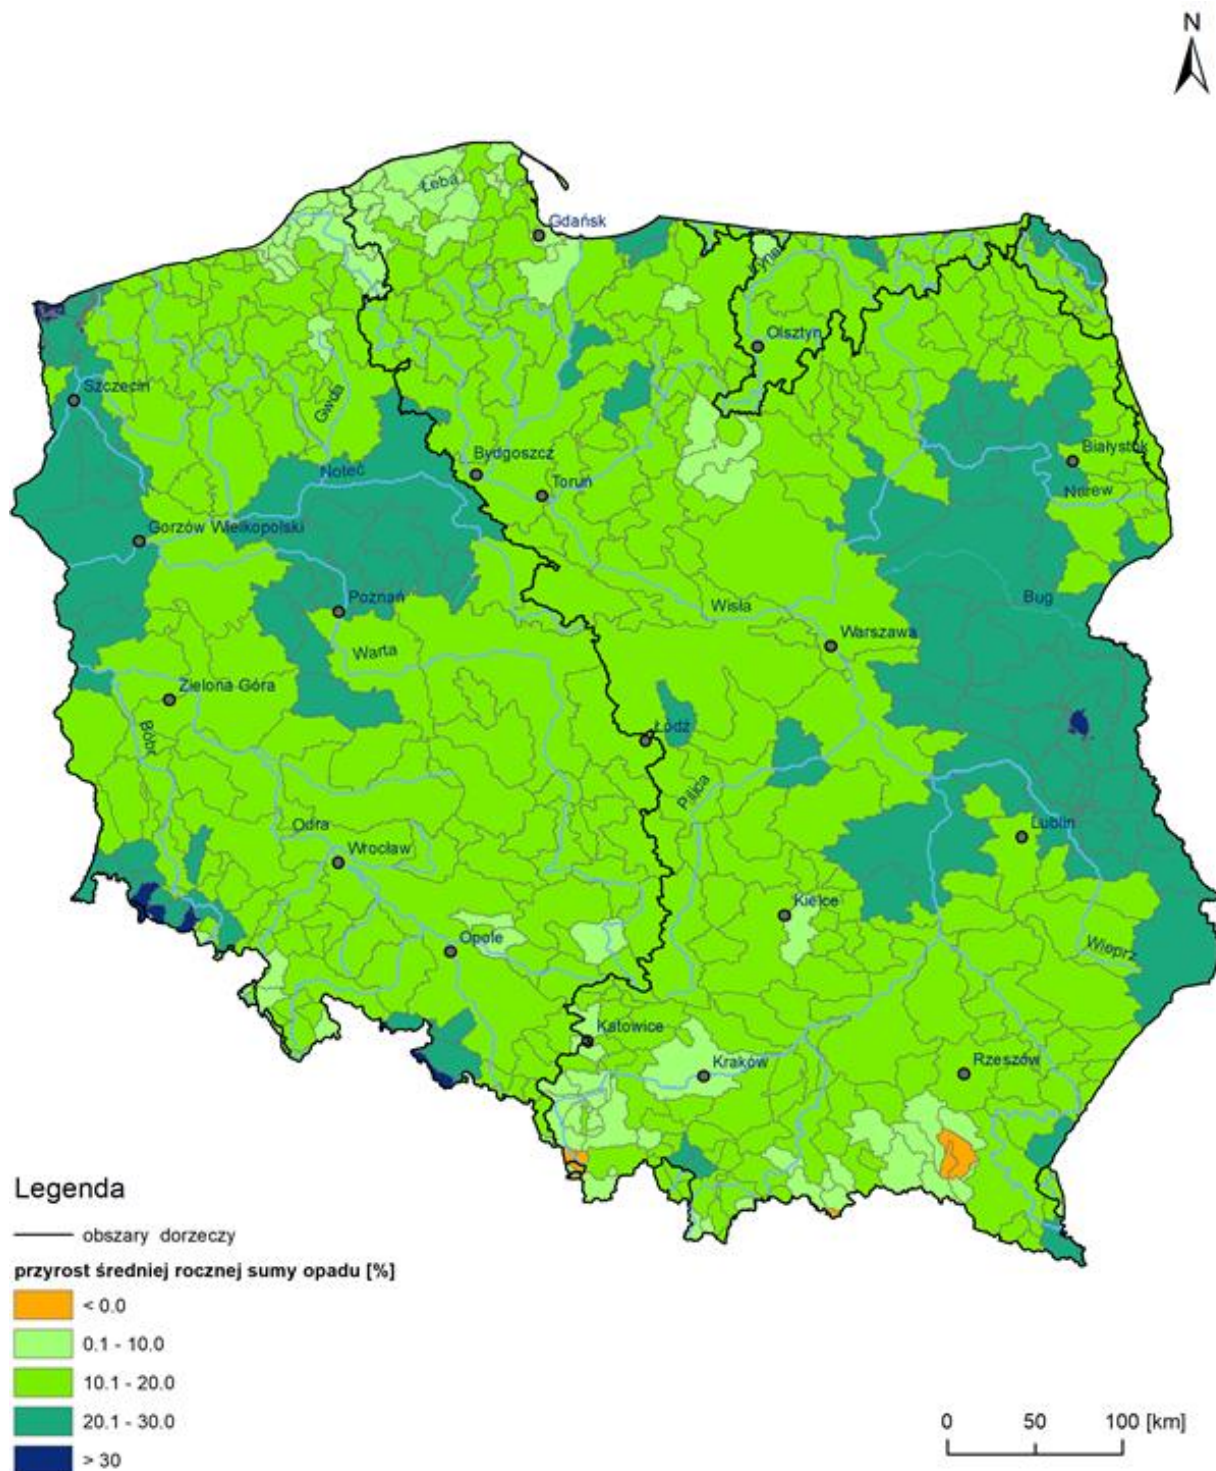 N
Łeba
Gdańsk
Łyna
Olsztyn
Szczecin
Gwda
Noteć
Bydgoszcz
Toruń
Białystok
Narew
Gorzów Wielkopolski
Poznań
Wisła
Bug
Warta
Warszawa
Zielona Góra
Bóbr
Łódź
Pilica
Odra
Wrocław
Lublin
Kielce
Opole
Wieprz
Katowice
Kraków
Rzeszów
Legenda
obszary dorzeczy
przyrost średniej rocznej sumy opadu [%]
< 0.0
0.1 - 10.0
10.1 - 20.0
20.1 - 30.0
> 30
0 50 100 [km]